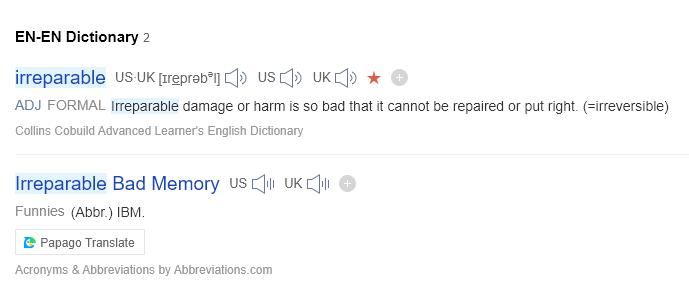 EN-EN Dictionary 2
irreparable US·UK [ɪrepɹəbᵊl] US UK
ADJ FORMAL Irreparable damage or harm is so bad that it cannot be repaired or put right. (=irreversible)
Collins Cobuild Advanced Learner's English Dictionary
Irreparable Bad Memory US UK
Funnies (Abbr.) IBM.
Papago Translate
Acronyms & Abbreviations by Abbreviations.com